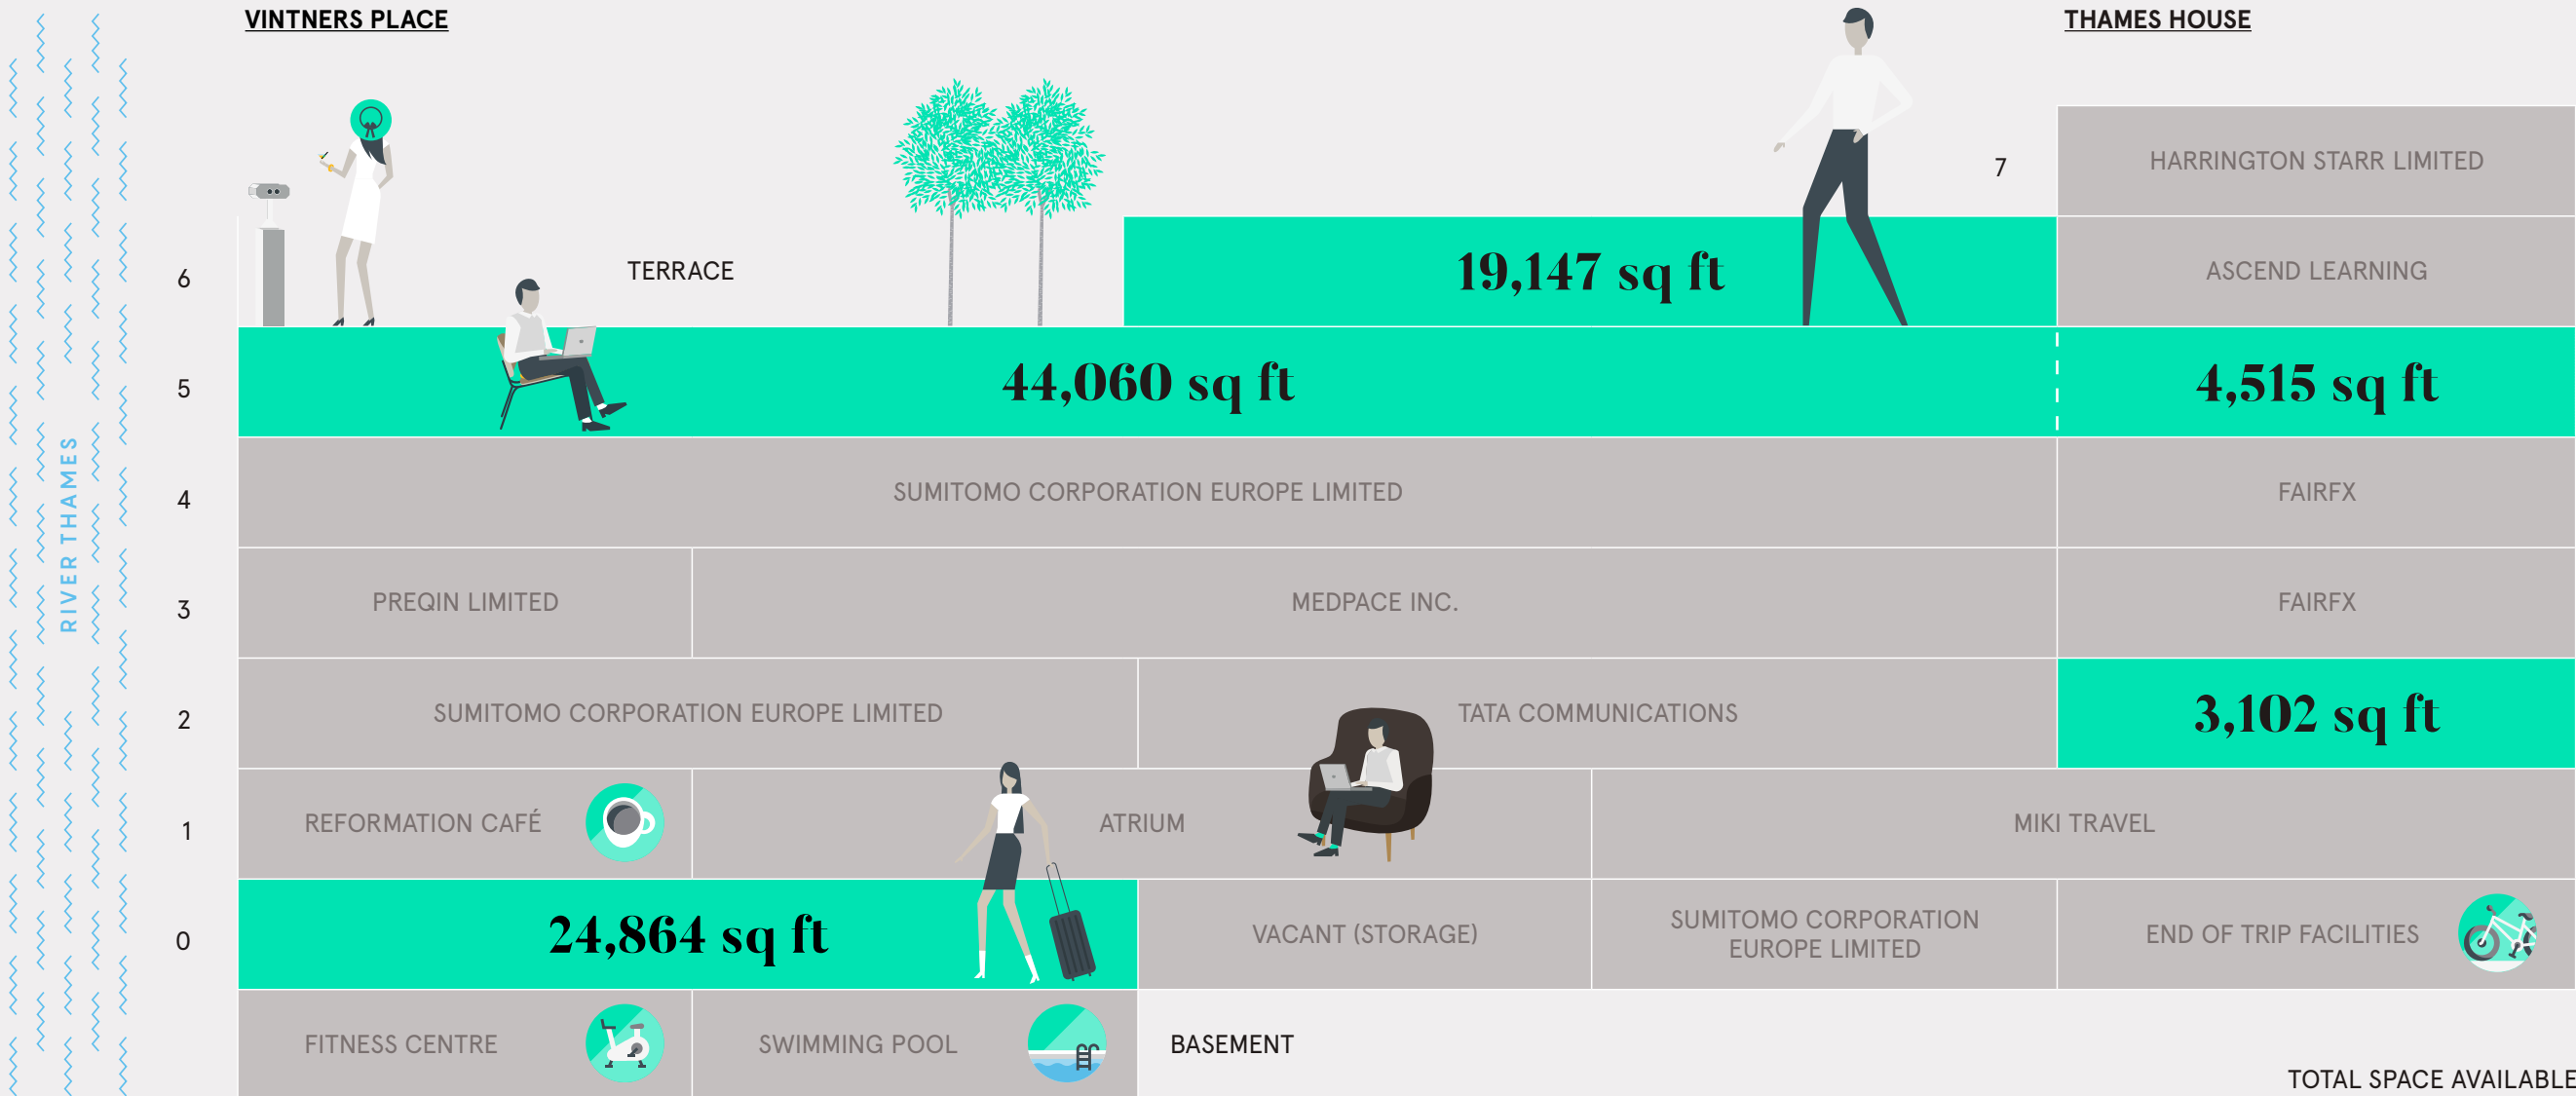 VINTNERS PLACE
THAMES HOUSE
7
HARRINGTON STARR LIMITED
6
TERRACE
19,147 sq ft
ASCEND LEARNING
5
44,060 sq ft
4,515 sq ft
4
SUMITOMO CORPORATION EUROPE LIMITED
FAIRFX
3
PREQIN LIMITED
MEDPACE INC.
FAIRFX
2
SUMITOMO CORPORATION EUROPE LIMITED
TATA COMMUNICATIONS
3,102 sq ft
1
REFORMATION CAFÉ
ATRIUM
MIKI TRAVEL
0
24,864 sq ft
VACANT (STORAGE)
SUMITOMO CORPORATION
EUROPE LIMITED
END OF TRIP FACILITIES
FITNESS CENTRE
SWIMMING POOL
BASEMENT
TOTAL SPACE AVAILABLE
RIVER THAMES